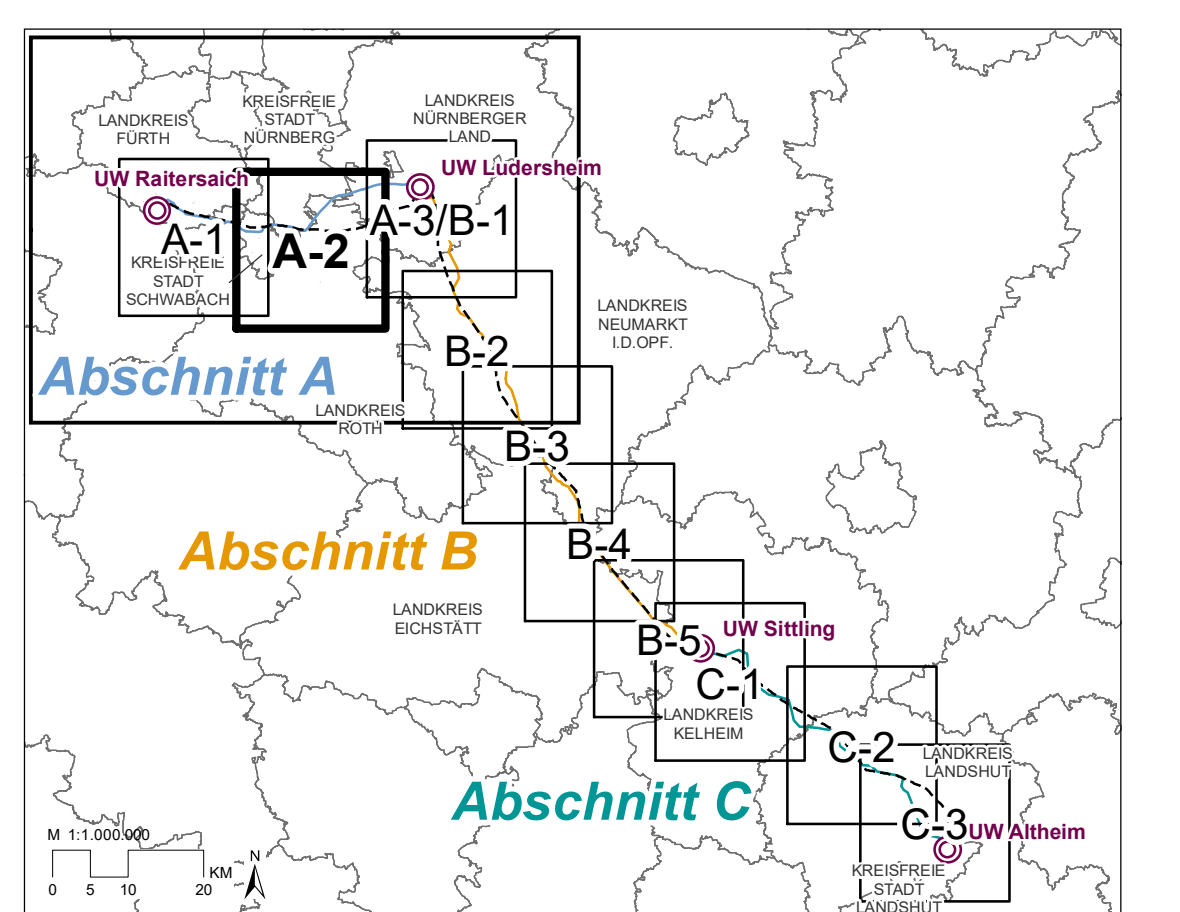 LANDKREIS
FÜRTH
KREISFREIE
STADT
NÜRNBERG
LANDKREIS
NÜRNBERGER
LAND
UW Raitersaich
UW Ludersheim
A-1
A-2
A-3/B-1
KREISFREIE
STADT
SCHWABACH
LANDKREIS
NEUMARKT
I.D.OPF.
B-2
Abschnitt A
LANDKREIS
ROTH
B-3
Abschnitt B
B-4
LANDKREIS
EICHSTÄTT
B-5
UW Sittling
C-1
LANDKREIS
KELHEIM
C-2
LANDKREIS
LANDSHUT
Abschnitt C
C-3
UW Altheim
KREISFREIE
STADT
LANDSHUT
M 1:1.000.000
KM
0 5 10 20
N